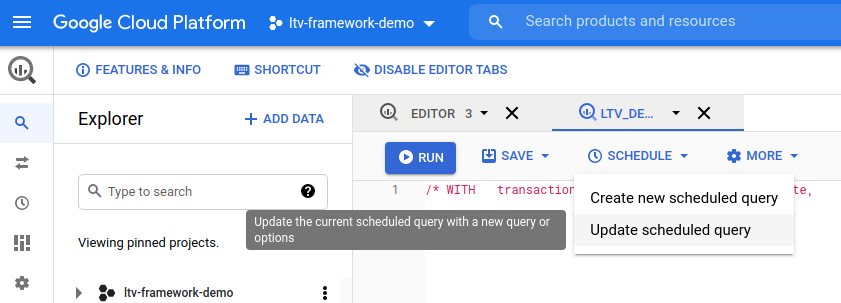 Google Cloud Platform
ltv-framework-demo
Search products and resources
FEATURES & INFO
SHORTCUT
DISABLE EDITOR TABS
Explorer
+ ADD DATA
EDITOR 3
LTV_DE...
RUN
SAVE
SCHEDULE
MORE
Type to search
?
1 /* WITH transaction
te,
Create new scheduled query
Update scheduled query
Update the current scheduled query with a new query or
options
Viewing pinned projects.
ltv-framework-demo